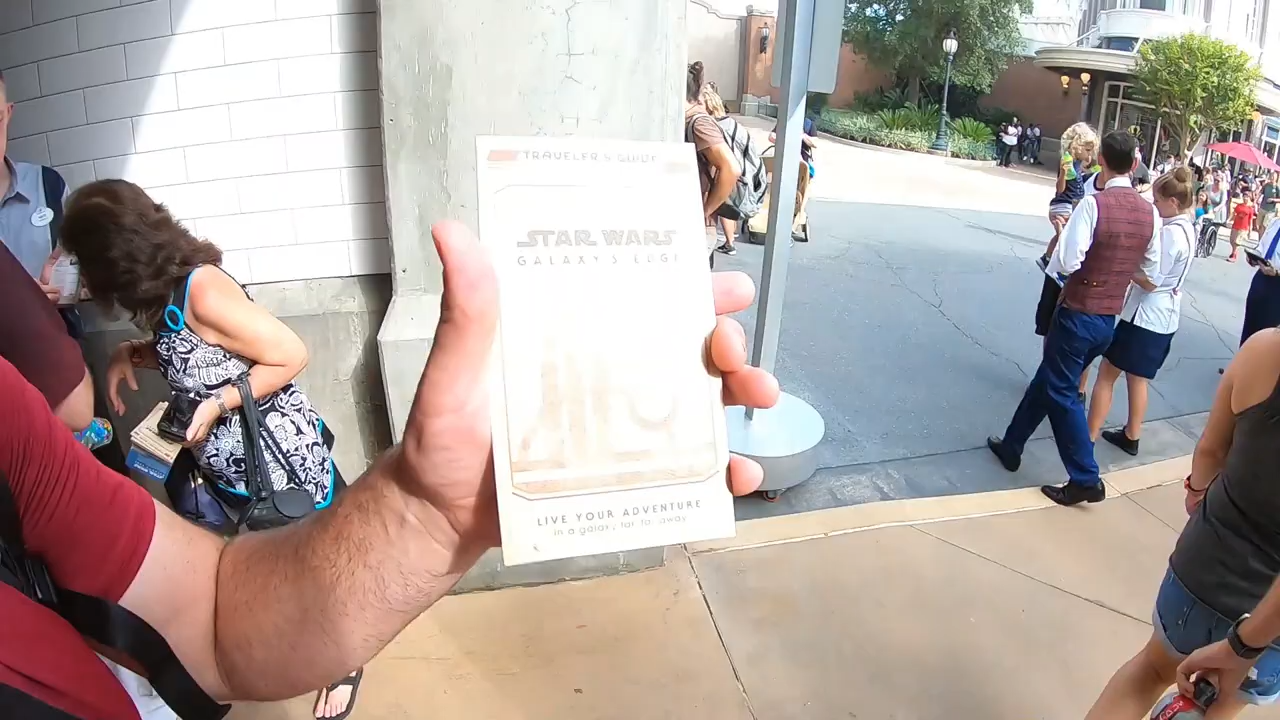 TRAVELER'S GUIDE
STAR WARS
GALAXY'S EDGE
LIVE YOUR ADVENTURE
in a galaxy far, far away